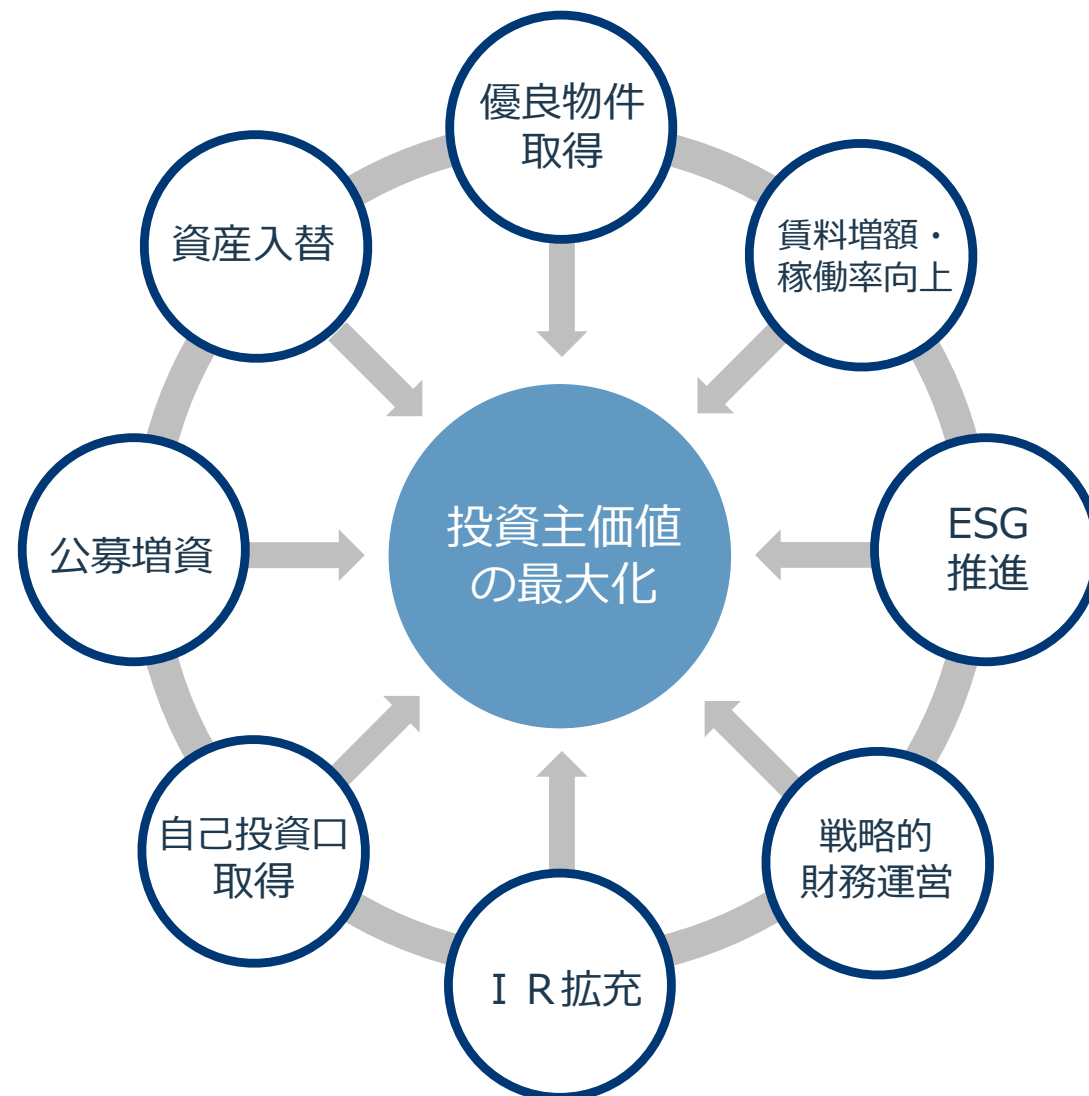 優良物件
取得
賃料増額・
稼働率向上
ESG
推進
戦略的
財務運営
ＩＲ拡充
自己投資口
取得
公募増資
資産入替
投資主価値
の最大化